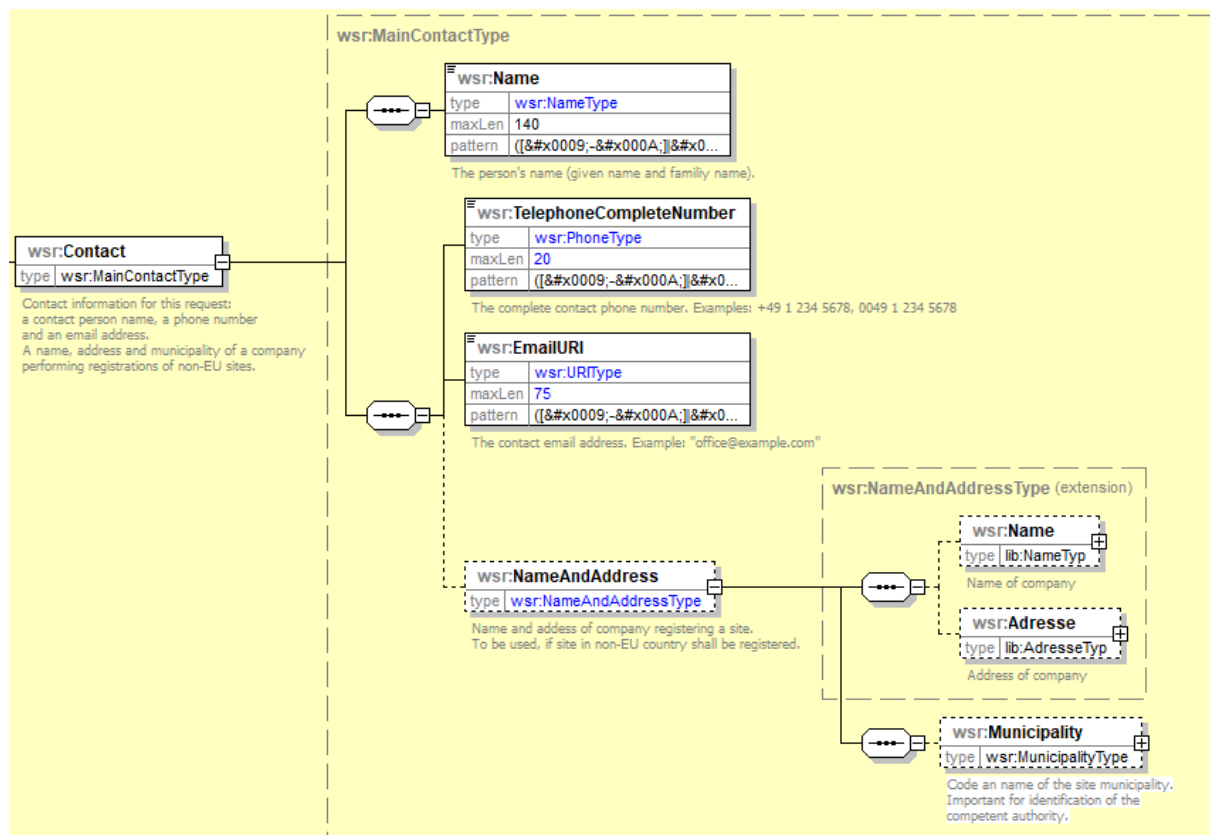 wsr:MainContactType
wsr:Name
type wsr:NameType
maxLen 140
pattern ([&#x0009;-&#x000A;]|&#x0...
The person's name (given name and familiy name).
wsr:TelephoneCompleteNumber
type wsr:PhoneType
maxLen 20
pattern ([&#x0009;-&#x000A;]|&#x0...
The complete contact phone number. Examples: +49 1 234 5678, 0049 1 234 5678
wsr:Contact
type wsr:MainContactType
Contact information for this request:
a contact person name, a phone number
and an email address.
A name, address and municipality of a company
performing registrations of non-EU sites.
wsr:EmailURI
type wsr:URIType
maxLen 75
pattern ([&#x0009;-&#x000A;]|&#x0...
The contact email address. Example: "office@example.com"
wsr:NameAndAddressType (extension)
wsr:Name
type lib:NameTyp
Name of company
wsr:NameAndAddress
type wsr:NameAndAddressType
Name and addess of company registering a site.
To be used, if site in non-EU country shall be registered.
wsr:Adresse
type lib:AdresseTyp
Address of company
wsr:Municipality
type wsr:MunicipalityType
Code an name of the site municipality.
Important for identification of the
competent authority.